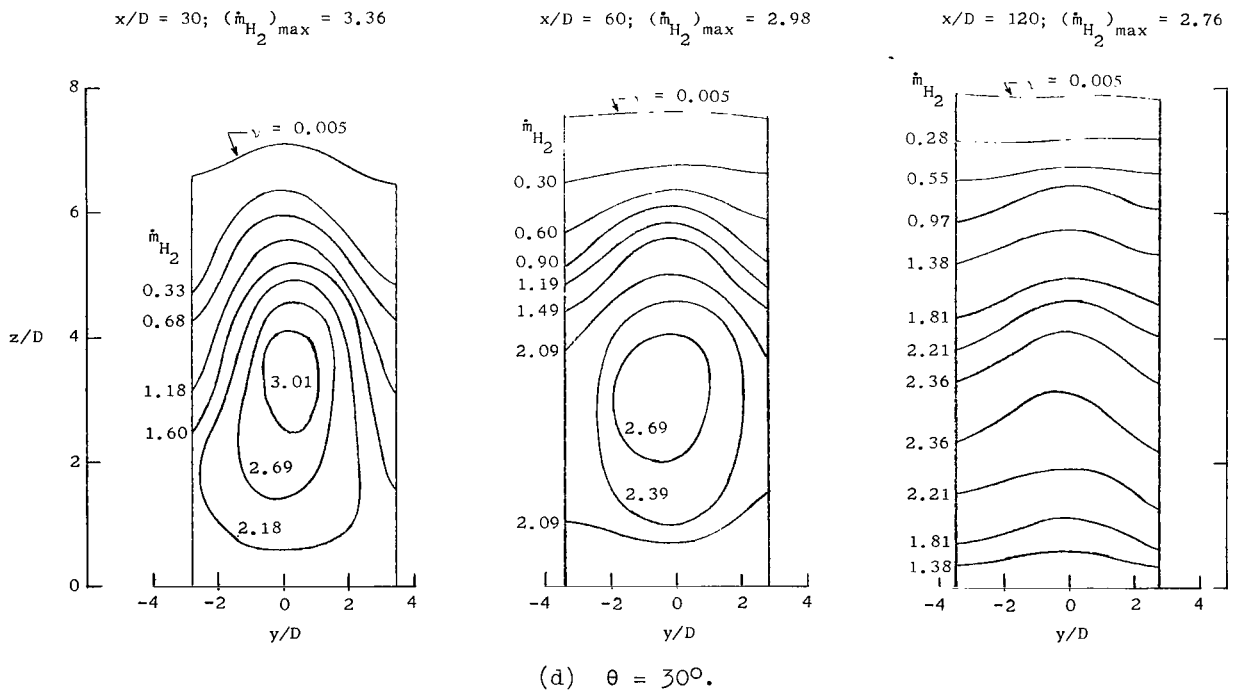 x/D = 30; (ṁH2)max = 3.36
x/D = 60; (ṁH2)max = 2.98
x/D = 120; (ṁH2)max = 2.76
8
6
4
2
0
z/D
ν = 0.005
ṁH2
0.33
0.68
1.18
1.60
3.01
2.69
2.18
-4 -2 0 2 4
y/D
ν = 0.005
ṁH2
0.30
0.60
0.90
1.19
1.49
2.09
2.69
2.39
2.09
-4 -2 0 2 4
y/D
ν = 0.005
ṁH2
0.28
0.55
0.97
1.38
1.81
2.21
2.36
2.36
2.21
1.81
1.38
-4 -2 0 2 4
y/D
(d) θ = 30°.